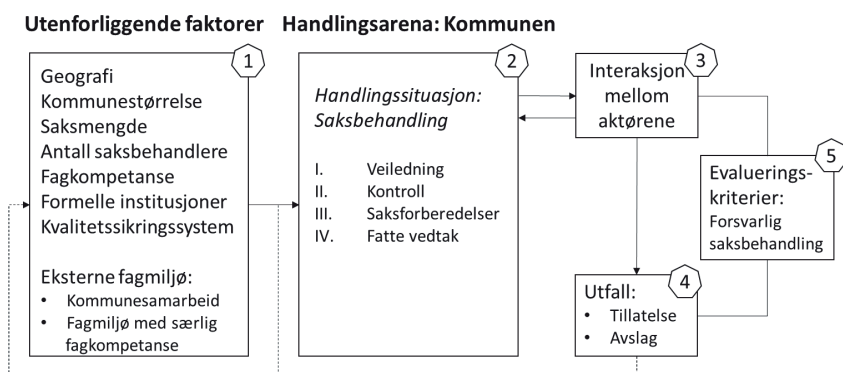 Utenforliggende faktorer
Handlingsarena: Kommunen
1
Geografi
Kommunestørrelse
Saksmengde
Antall saksbehandlere
Fagkompetanse
Formelle institusjoner
Kvalitetssikringssystem
Eksterne fagmiljø:
• Kommunesamarbeid
• Fagmiljø med særlig
fagkompetanse
2
Handlingssituasjon:
Saksbehandling
I. Veiledning
II. Kontroll
III. Saksforberedelser
IV. Fatte vedtak
3
Interaksjon
mellom
aktørene
4
Utfall:
• Tillatelse
• Avslag
5
Evaluerings-
kriterier:
Forsvarlig
saksbehandling